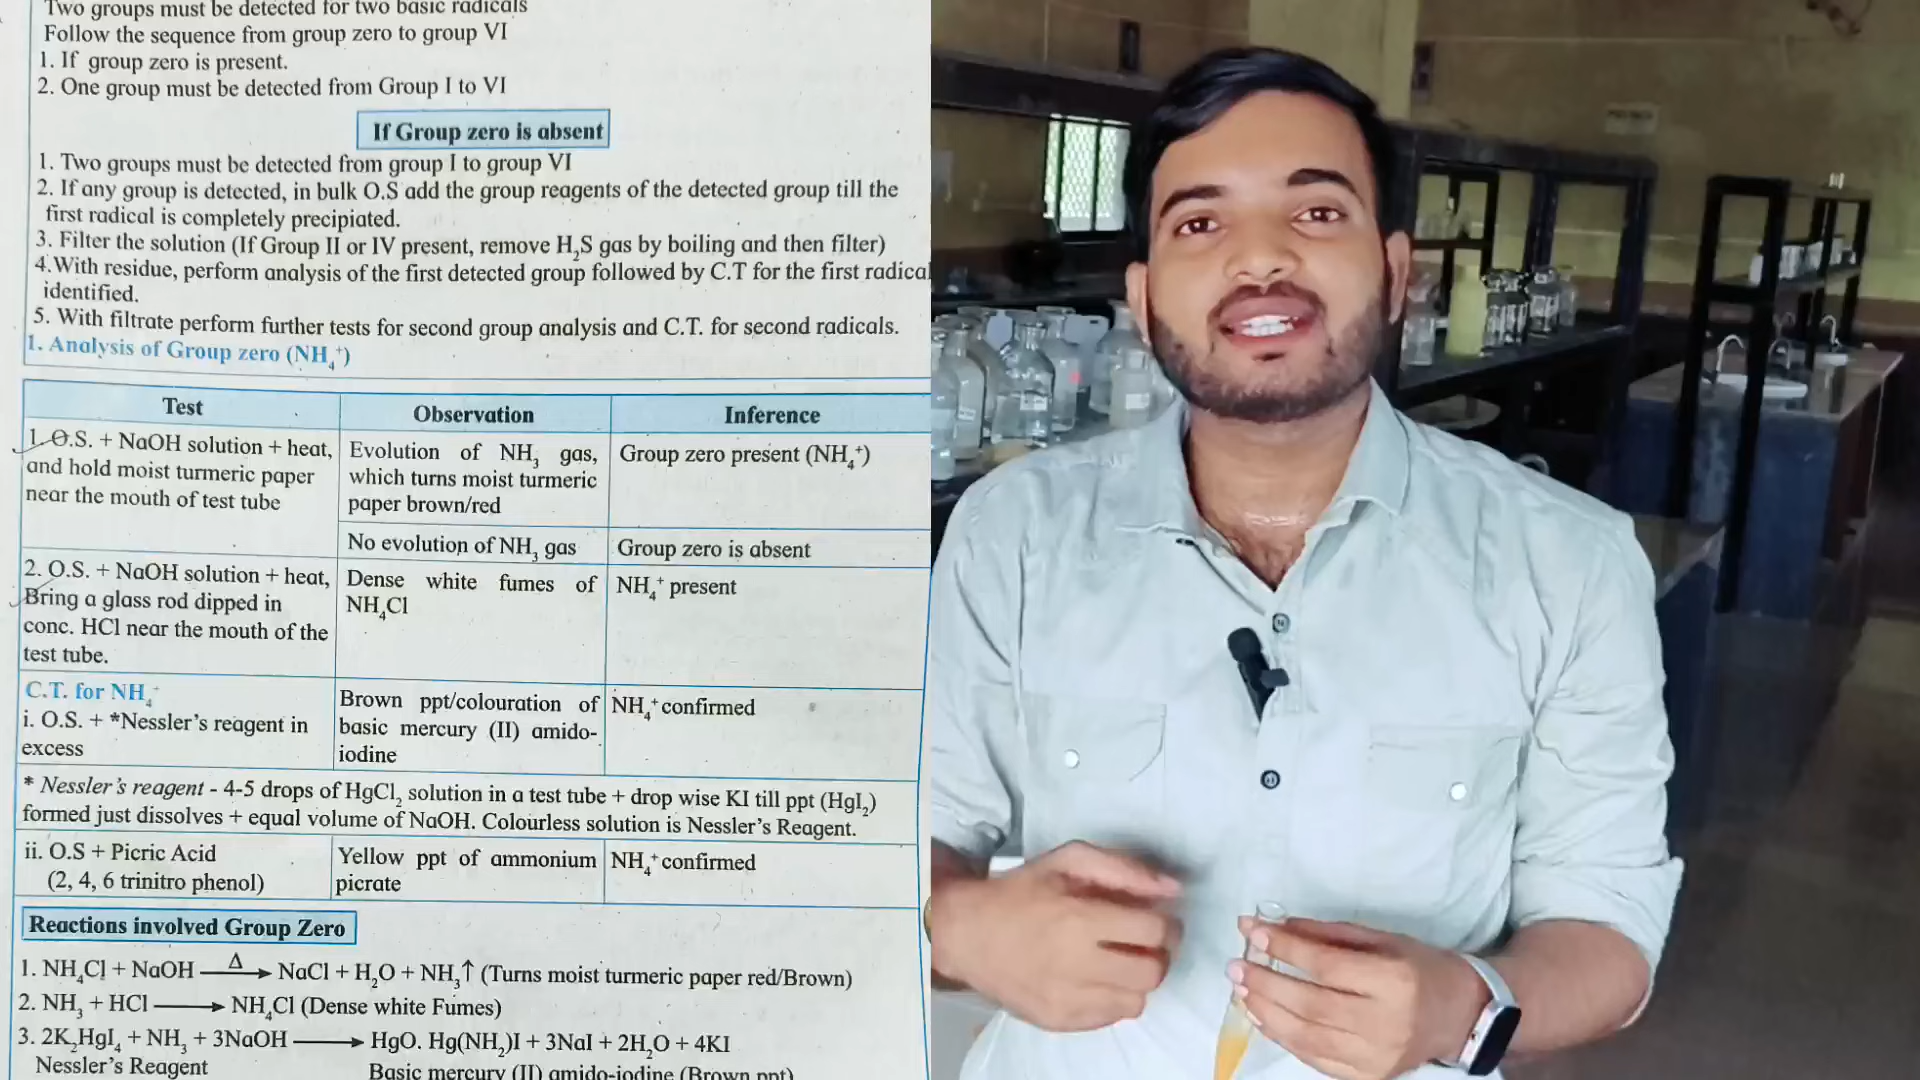 Two groups must be detected for two basic radicals
Follow the sequence from group zero to group VI
1. If group zero is present.
2. One group must be detected from Group I to VI
If Group zero is absent
1. Two groups must be detected from group I to group VI
2. If any group is detected, in bulk O.S add the group reagents of the detected group till the
first radical is completely precipiated.
3. Filter the solution (If Group II or IV present, remove H₂S gas by boiling and then filter)
4.With residue, perform analysis of the first detected group followed by C.T for the first radical
identified.
5. With filtrate perform further tests for second group analysis and C.T. for second radicals.
1. Analysis of Group zero (NH₄⁺)
Test
Observation
Inference
1. O.S. + NaOH solution + heat,
and hold moist turmeric paper
near the mouth of test tube
Evolution of NH₃ gas,
which turns moist turmeric
paper brown/red
Group zero present (NH₄⁺)
No evolution of NH₃ gas
Group zero is absent
2. O.S. + NaOH solution + heat,
Bring a glass rod dipped in
conc. HCl near the mouth of the
test tube.
Dense white fumes of
NH₄Cl
NH₄⁺ present
C.T. for NH₄⁺
i. O.S. + *Nessler's reagent in
excess
Brown ppt/colouration of
basic mercury (II) amido-
iodine
NH₄⁺ confirmed
* Nessler's reagent - 4-5 drops of HgCl₂ solution in a test tube + drop wise KI till ppt (HgI₂)
formed just dissolves + equal volume of NaOH. Colourless solution is Nessler's Reagent.
ii. O.S + Picric Acid
(2, 4, 6 trinitro phenol)
Yellow ppt of ammonium
picrate
NH₄⁺ confirmed
Reactions involved Group Zero
1. NH₄Cl + NaOH —Δ→ NaCl + H₂O + NH₃↑ (Turns moist turmeric paper red/Brown)
2. NH₃ + HCl ⟶ NH₄Cl (Dense white Fumes)
3. 2K₂HgI₄ + NH₃ + 3NaOH ⟶ HgO. Hg(NH₂)I + 3NaI + 2H₂O + 4KI
Nessler's Reagent
Basic mercury (II) amido-iodine (Brown ppt)